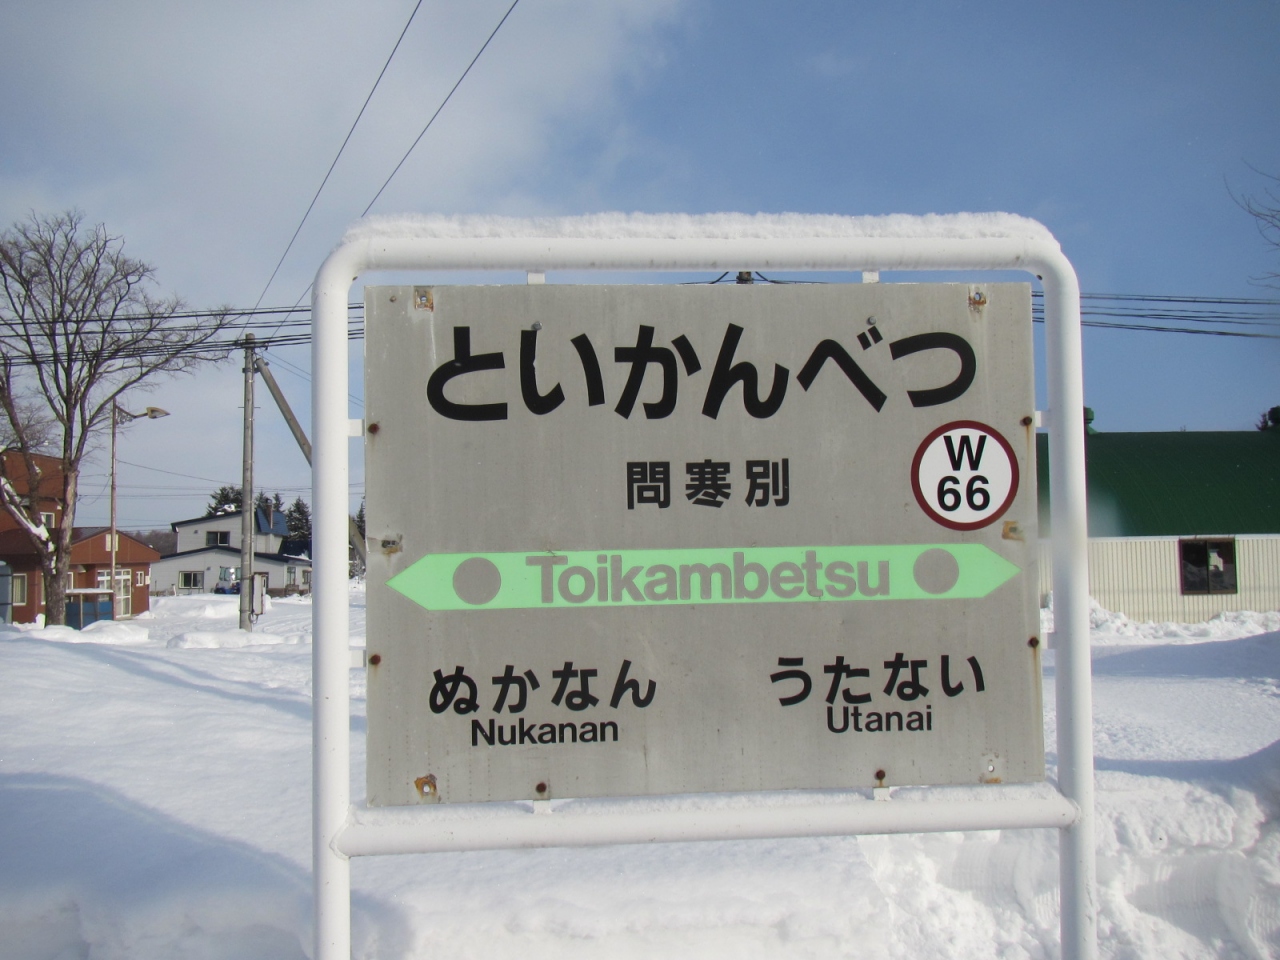 といかんべつ
問寒別
W
66
Toikambetsu
ぬかなん うたない
Nukanan Utanai